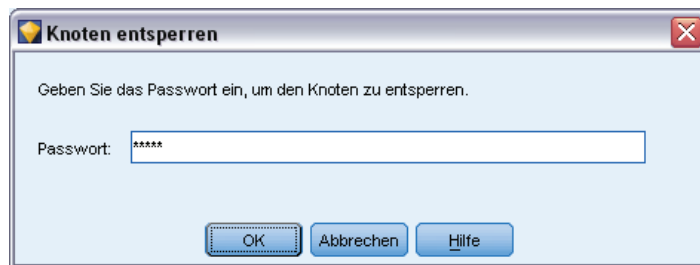 Knoten entsperren
Geben Sie das Passwort ein, um den Knoten zu entsperren.
Passwort: *****
OK Abbrechen Hilfe